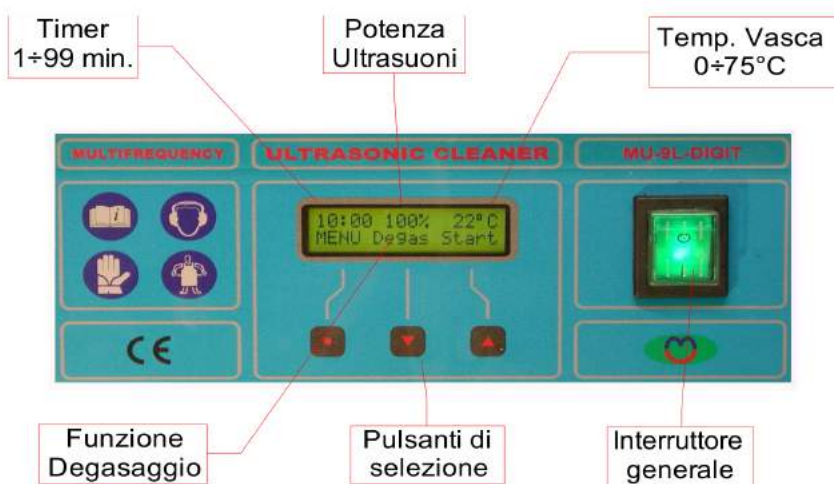 Timer
1÷99 min.
Potenza
Ultrasuoni
Temp. Vasca
0÷75°C
MULTIFREQUENCY
ULTRASONIC CLEANER
MU-9L-DIGIT
10:00 100% 22°C
MENU Degas Start
CE
Funzione
Degasaggio
Pulsanti di
selezione
Interruttore
generale